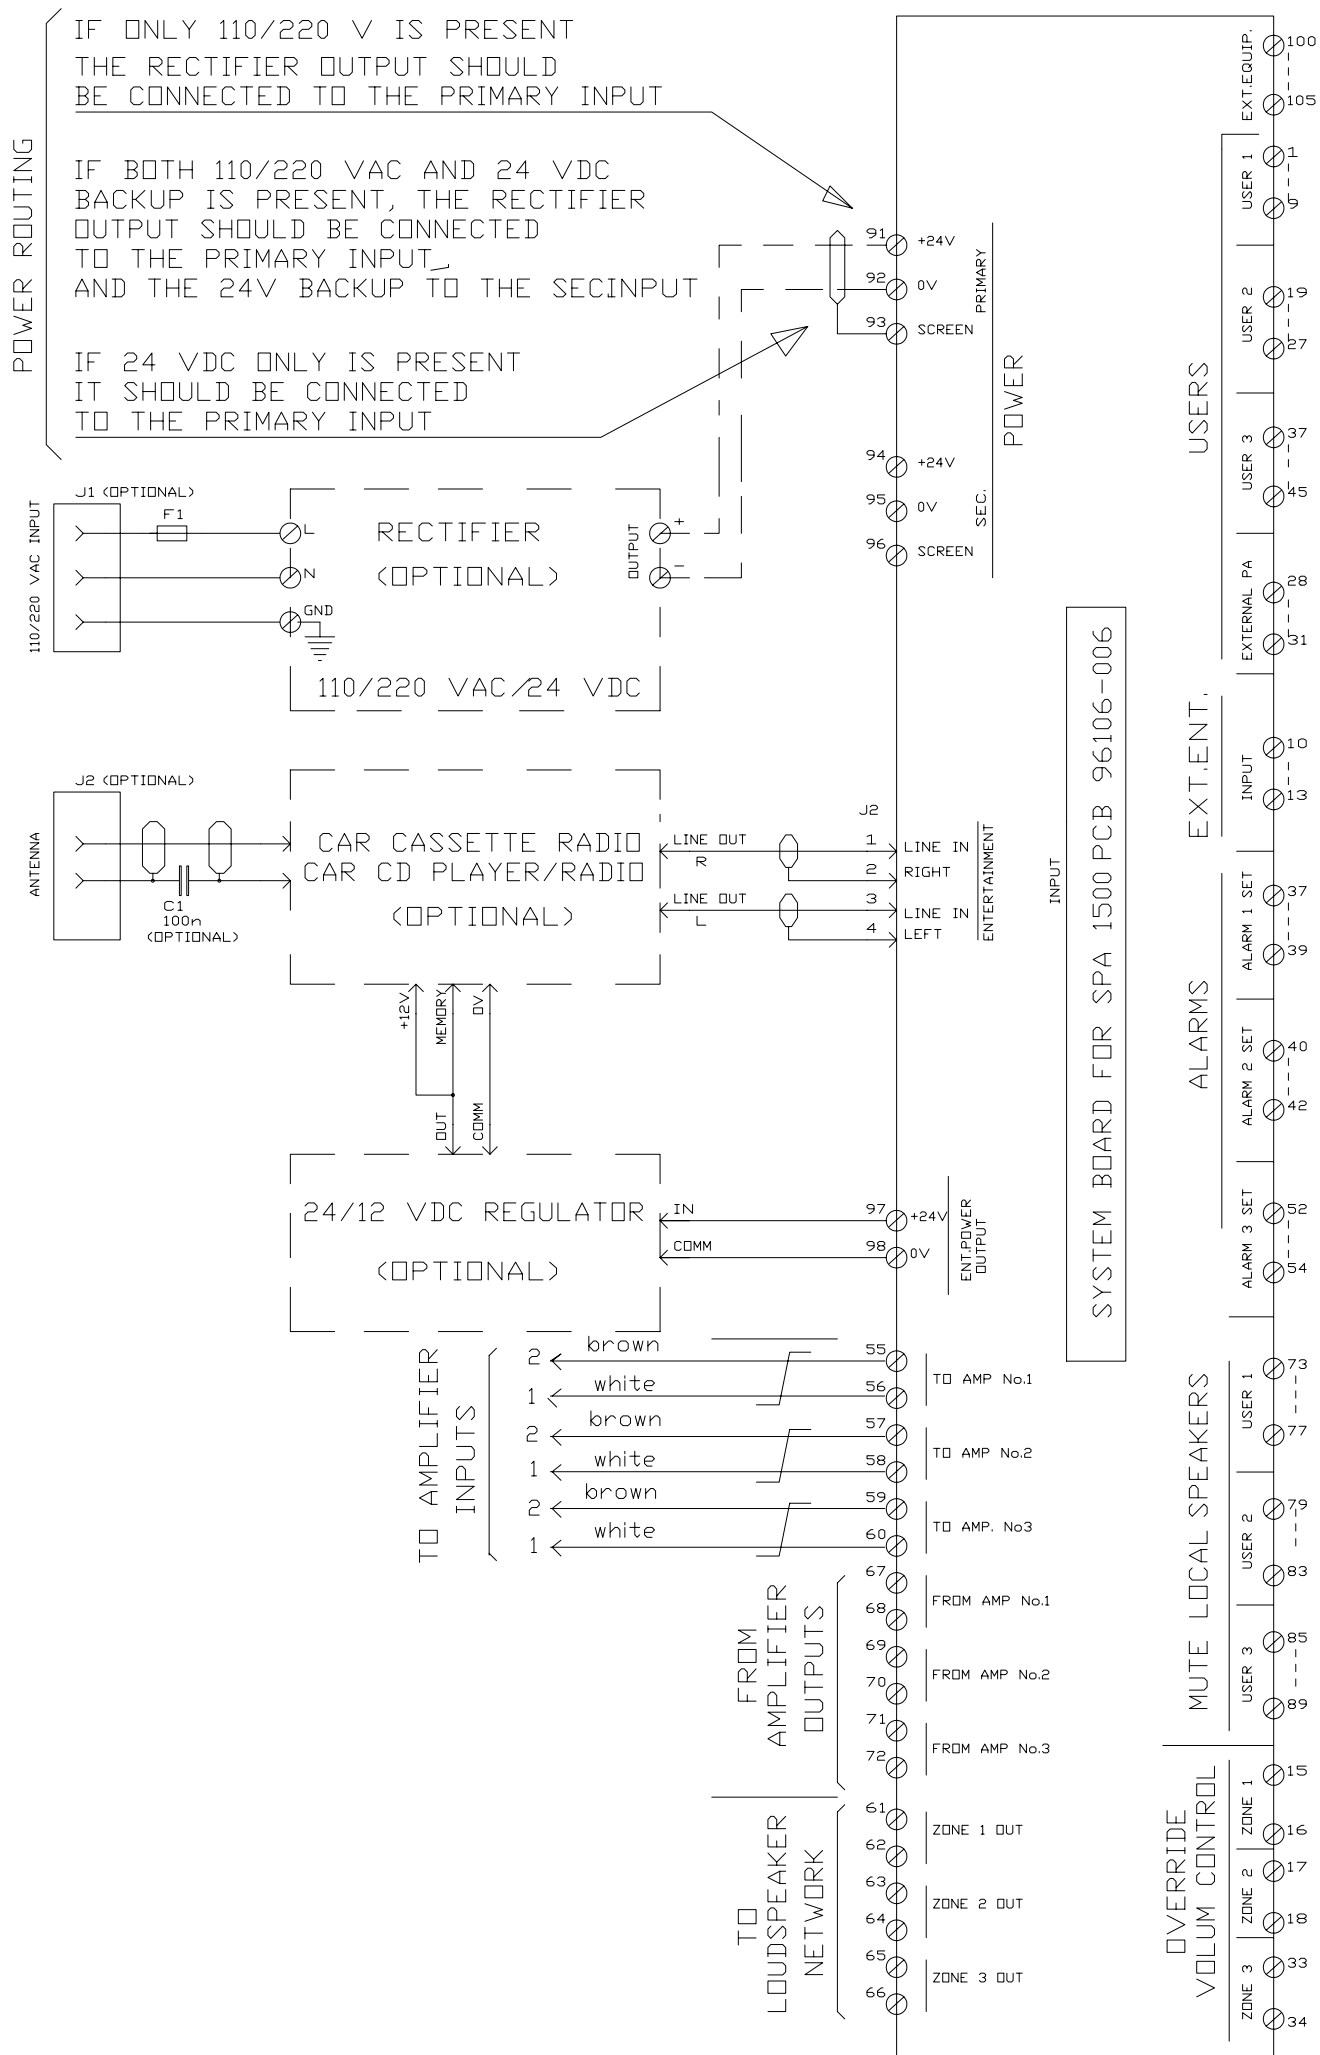 POWER ROUTING
IF ONLY 110/220 V IS PRESENT
THE RECTIFIER OUTPUT SHOULD
BE CONNECTED TO THE PRIMARY INPUT
IF BOTH 110/220 VAC AND 24 VDC
BACKUP IS PRESENT, THE RECTIFIER
OUTPUT SHOULD BE CONNECTED
TO THE PRIMARY INPUT
AND THE 24V BACKUP TO THE SECINPUT
IF 24 VDC ONLY IS PRESENT
IT SHOULD BE CONNECTED
TO THE PRIMARY INPUT
91 +24V
92 0V
93 SCREEN
PRIMARY
94 +24V
95 0V
96 SCREEN
SEC.
POWER
110/220 VAC INPUT
J1 (OPTIONAL)
F1
L
N
GND
RECTIFIER
(OPTIONAL)
OUTPUT
+
-
110/220 VAC/24 VDC
ANTENNA
J2 (OPTIONAL)
C1
100n
(OPTIONAL)
CAR CASSETTE RADIO
CAR CD PLAYER/RADIO
(OPTIONAL)
LINE OUT
R
LINE OUT
L
J2
1 LINE IN
2 RIGHT
3 LINE IN
4 LEFT
ENTERTAINMENT
+12V
MEMORY
0V
OUT
COMM
24/12 VDC REGULATOR
(OPTIONAL)
IN
COMM
97 +24V
98 0V
ENT.POWER
OUTPUT
INPUT
SYSTEM BOARD FOR SPA 1500 PCB 96106-006
TO AMPLIFIER
INPUTS
2 brown 55
1 white 56
TO AMP No.1
2 brown 57
1 white 58
TO AMP No.2
2 brown 59
1 white 60
TO AMP. No3
FROM
AMPLIFIER
OUTPUTS
67
68
FROM AMP No.1
69
70
FROM AMP No.2
71
72
FROM AMP No.3
TO
LOUDSPEAKER
NETWORK
61
62
ZONE 1 OUT
63
64
ZONE 2 OUT
65
66
ZONE 3 OUT
EXT.EQUIP.
100
105
USERS
USER 1
1
9
USER 2
19
27
USER 3
37
45
EXTERNAL PA
28
31
EXT.ENT.
INPUT
10
13
ALARMS
ALARM 1 SET
37
39
ALARM 2 SET
40
42
ALARM 3 SET
52
54
MUTE LOCAL SPEAKERS
USER 1
73
77
USER 2
79
83
USER 3
85
89
OVERRIDE
VOLUM CONTROL
ZONE 1
15
16
ZONE 2
17
18
ZONE 3
33
34